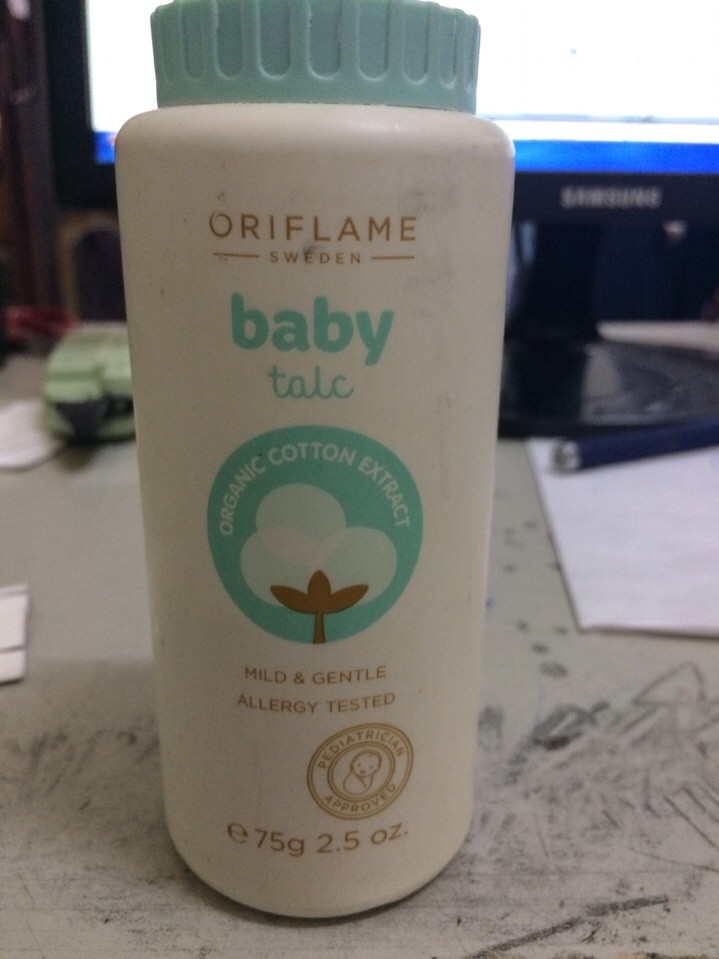 SAMSUNG
ORIFLAME
SWEDEN
baby
talc
ORGANIC COTTON EXTRACT
MILD & GENTLE
ALLERGY TESTED
PEDIATRICIAN
APPROVED
℮ 75g 2.5 oz.